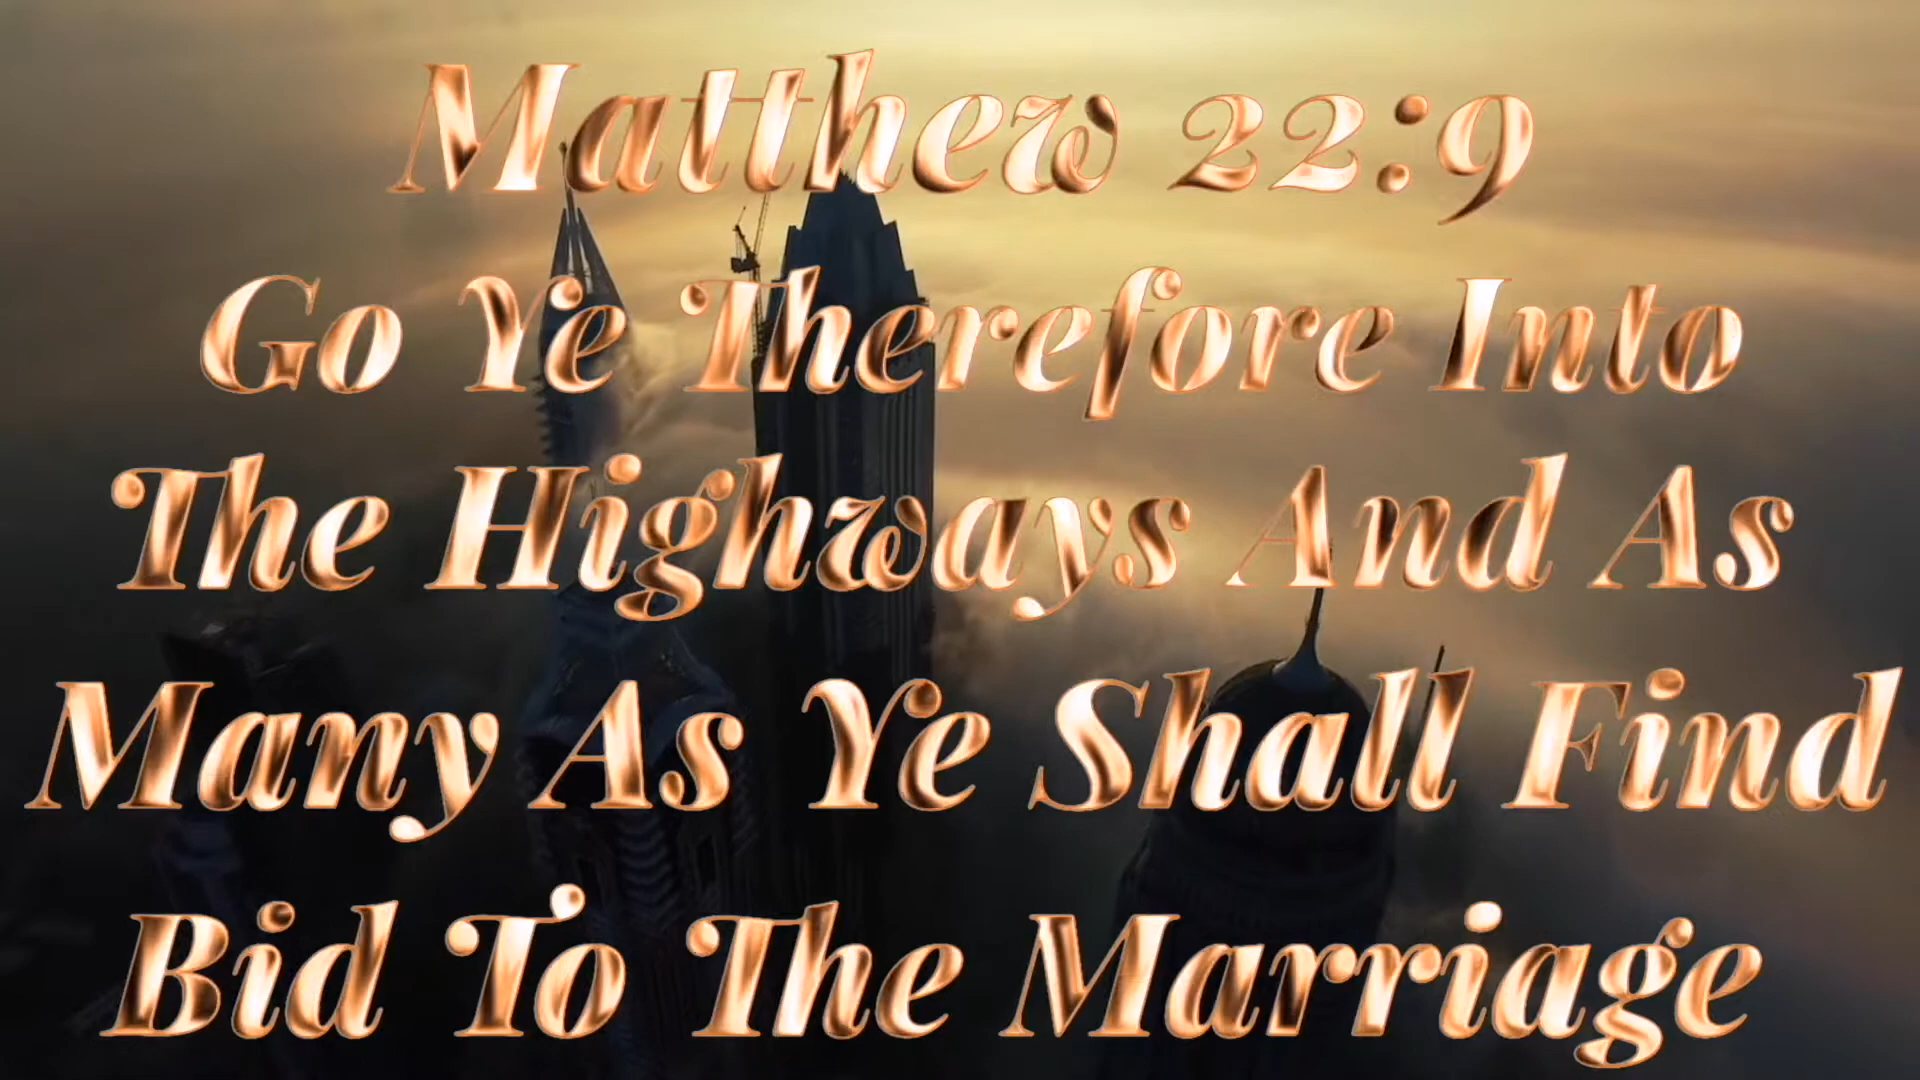 Matthew 22:9
Go Ye Therefore Into
The Highways And As
Many As Ye Shall Find
Bid To The Marriage